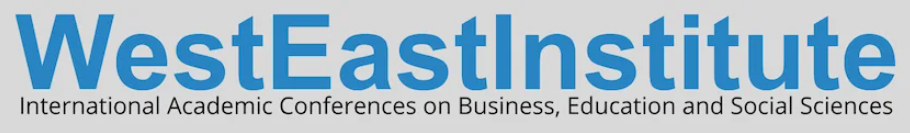 WestEastInstitute
International Academic Conferences on Business, Education and Social Sciences